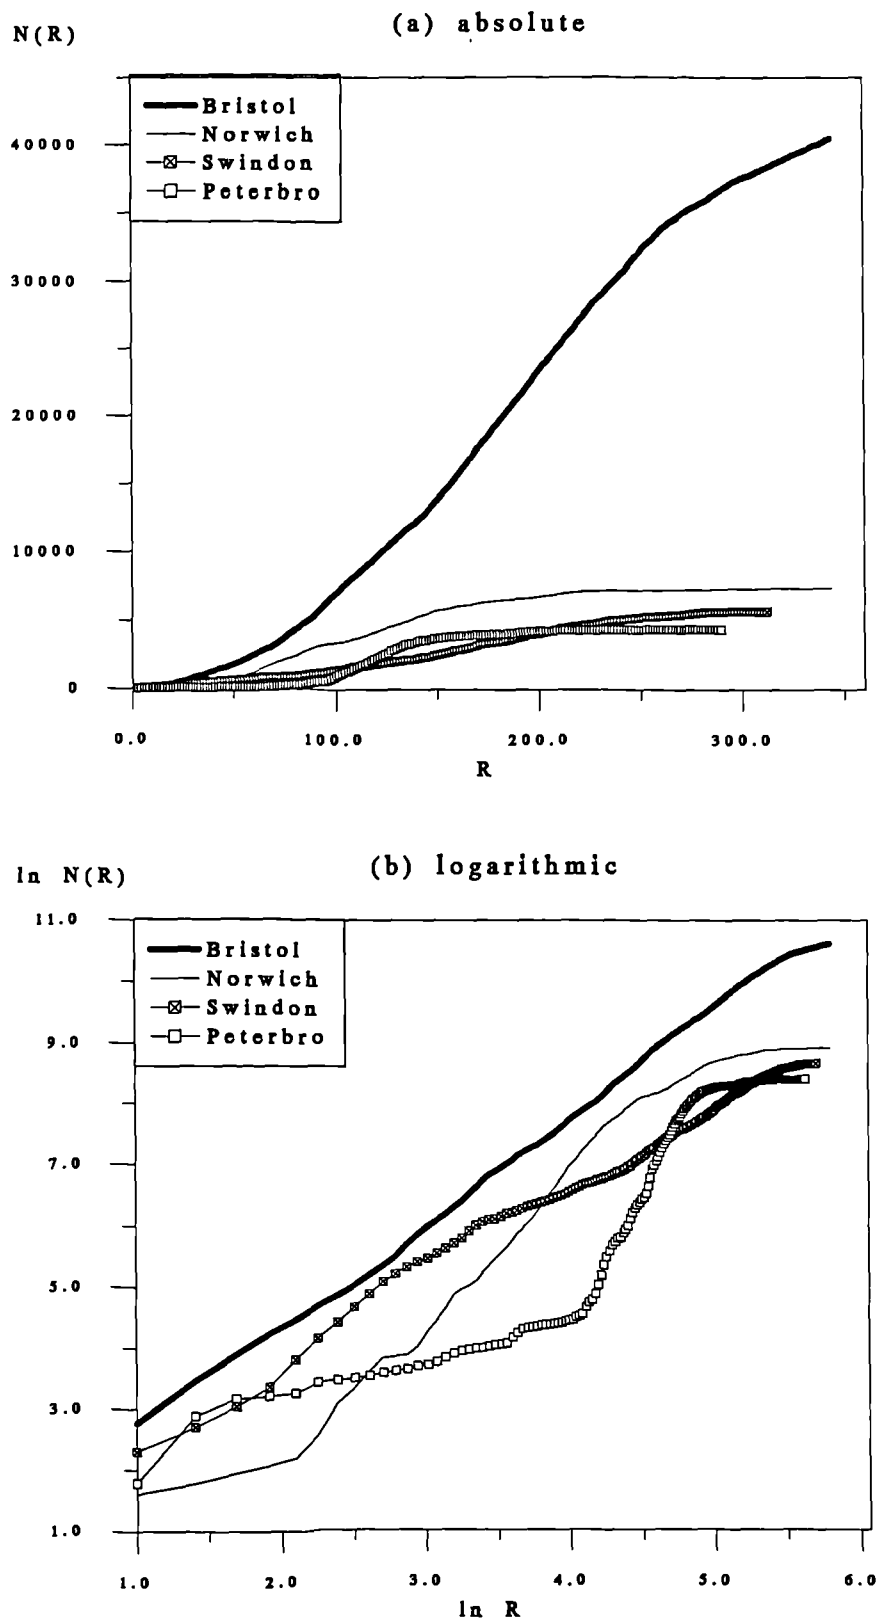 (a) absolute
N(R)
Bristol
Norwich
Swindon
Peterbro
40000
30000
20000
10000
0
0.0 100.0 200.0 300.0
R
(b) logarithmic
ln N(R)
Bristol
Norwich
Swindon
Peterbro
11.0
9.0
7.0
5.0
3.0
1.0
1.0 2.0 3.0 4.0 5.0 6.0
ln R